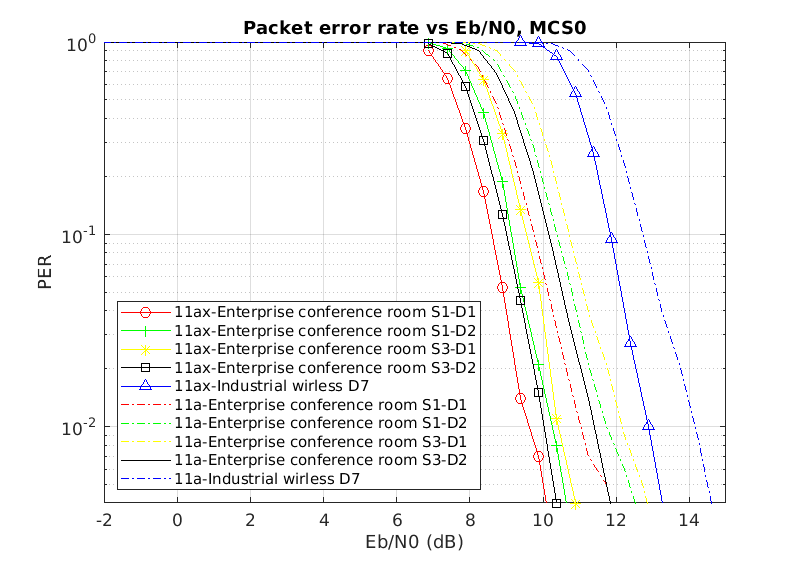 Packet error rate vs Eb/N0, MCS0
10^0
10^-1
10^-2
PER
11ax-Enterprise conference room S1-D1
11ax-Enterprise conference room S1-D2
11ax-Enterprise conference room S3-D1
11ax-Enterprise conference room S3-D2
11ax-Industrial wirless D7
11a-Enterprise conference room S1-D1
11a-Enterprise conference room S1-D2
11a-Enterprise conference room S3-D1
11a-Enterprise conference room S3-D2
11a-Industrial wirless D7
-2 0 2 4 6 8 10 12 14
Eb/N0 (dB)